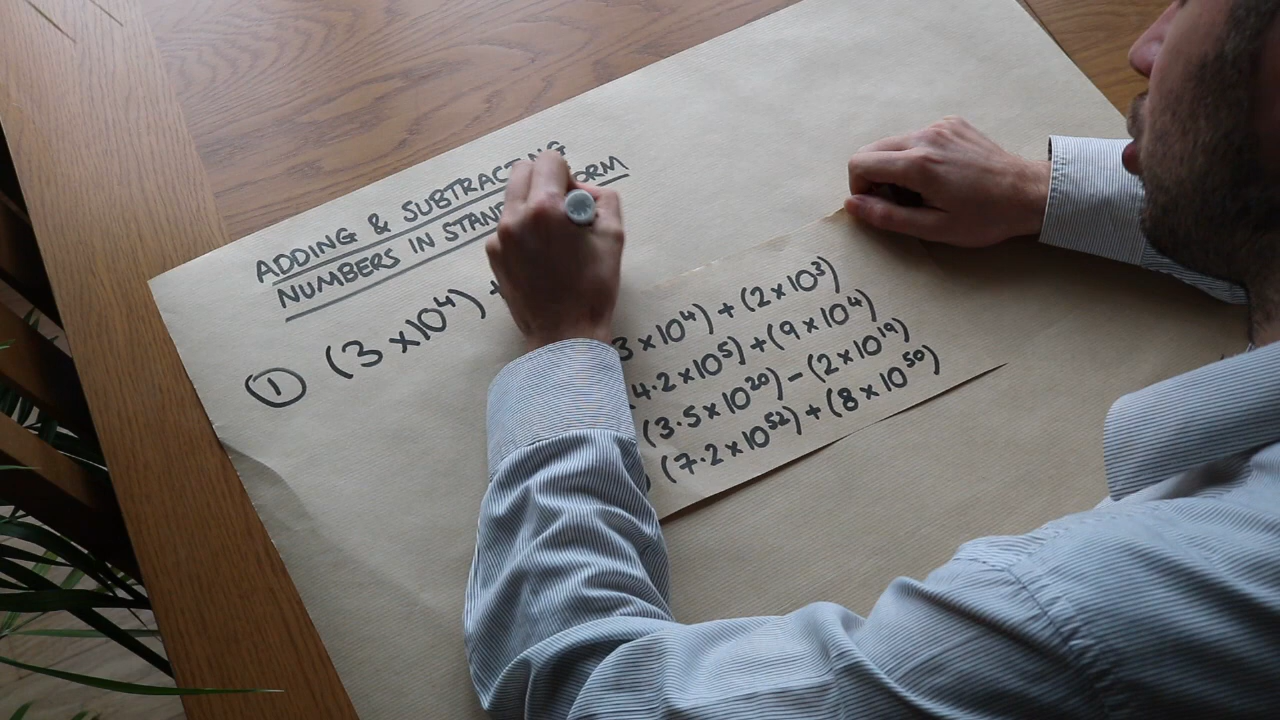 ADDING & SUBTRACTING
NUMBERS IN
① (3 ×10⁴) +
3 ×10⁴) + (2 ×10³)
4.2 ×10⁵) + (9 ×10⁴)
(3.5 ×10²⁰) − (2 ×10¹⁹)
) (7.2 ×10⁵²) + (8 ×10⁵⁰)